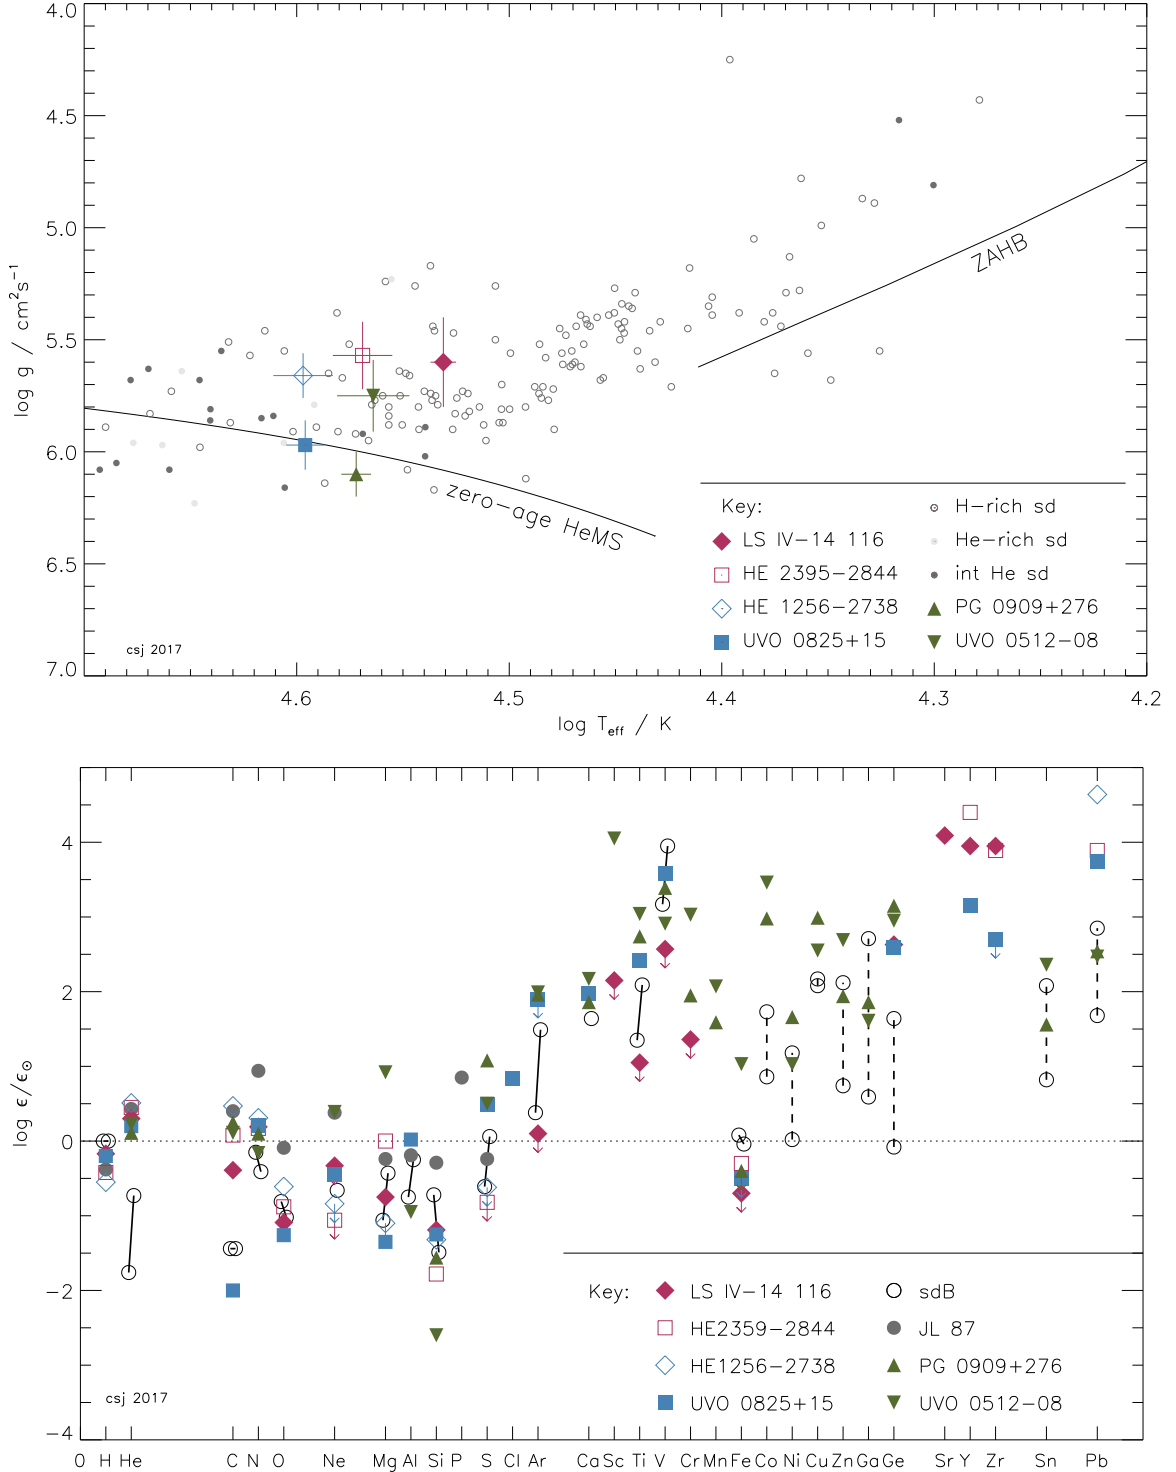 4.0
4.5
5.0
5.5
6.0
6.5
7.0
log g / cm²s⁻¹
ZAHB
zero-age HeMS
Key:
LS IV-14 116
HE 2395-2844
HE 1256-2738
UVO 0825+15
H-rich sd
He-rich sd
int He sd
PG 0909+276
UVO 0512-08
csj 2017
4.6 4.5 4.4 4.3 4.2
log T_eff / K
4
2
0
-2
-4
log ϵ/ϵ⊙
Key:
LS IV-14 116
HE2359-2844
HE1256-2738
UVO 0825+15
sdB
JL 87
PG 0909+276
UVO 0512-08
csj 2017
0 H He C N O Ne Mg Al Si P S Cl Ar Ca Sc Ti V Cr Mn Fe Co Ni Cu Zn Ga Ge Sr Y Zr Sn Pb